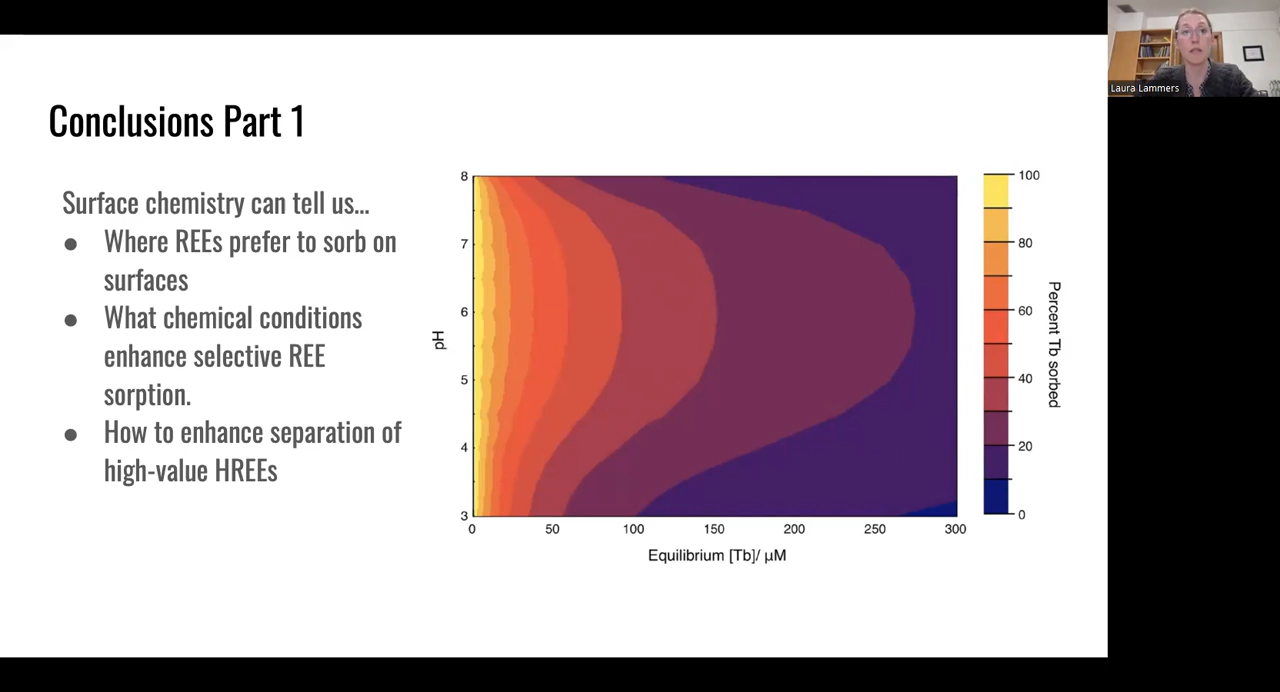 Laura Lammers
Conclusions Part 1
Surface chemistry can tell us...
● Where REEs prefer to sorb on
surfaces
● What chemical conditions
enhance selective REE
sorption.
● How to enhance separation of
high-value HREEs
pH
8
7
6
5
4
3
0 50 100 150 200 250 300
Equilibrium [Tb]/ μM
100
80
60
40
20
0
Percent Tb sorbed